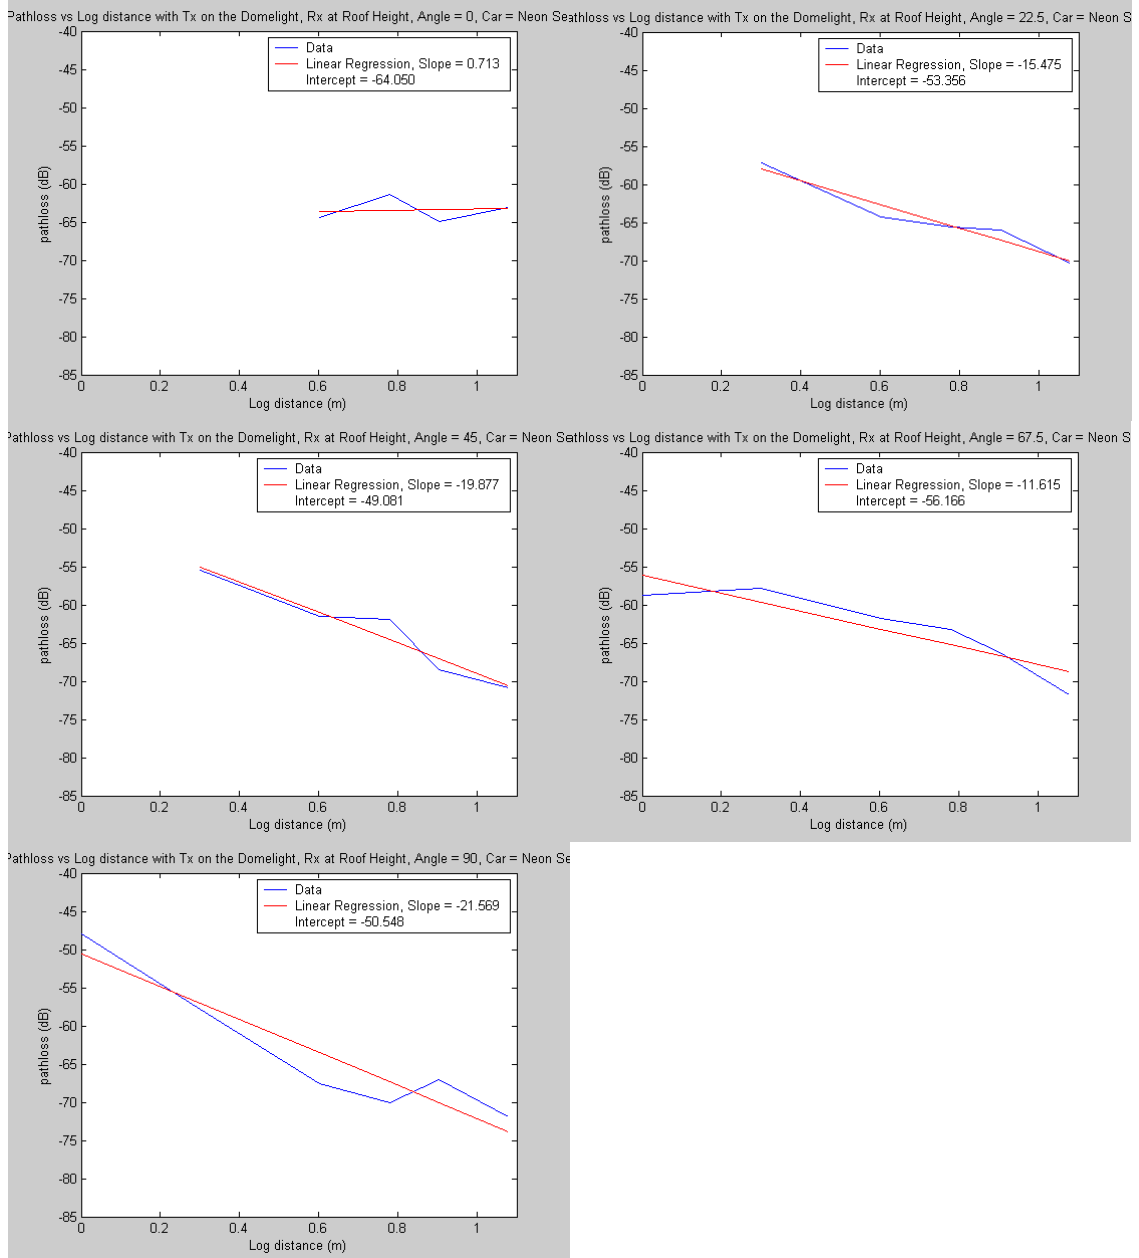 Pathloss vs Log distance with Tx on the Domelight, Rx at Roof Height, Angle = 0, Car = Neon Se
Data
Linear Regression, Slope = 0.713
Intercept = -64.050
-40
-45
-50
-55
-60
-65
-70
-75
-80
-85
pathloss (dB)
0
0.2
0.4
0.6
0.8
1
Log distance (m)
athloss vs Log distance with Tx on the Domelight, Rx at Roof Height, Angle = 22.5, Car = Neon S
Data
Linear Regression, Slope = -15.475
Intercept = -53.356
-40
-45
-50
-55
-60
-65
-70
-75
-80
-85
pathloss (dB)
0
0.2
0.4
0.6
0.8
1
Log distance (m)
Pathloss vs Log distance with Tx on the Domelight, Rx at Roof Height, Angle = 45, Car = Neon Se
Data
Linear Regression, Slope = -19.877
Intercept = -49.081
-40
-45
-50
-55
-60
-65
-70
-75
-80
-85
pathloss (dB)
0
0.2
0.4
0.6
0.8
1
Log distance (m)
athloss vs Log distance with Tx on the Domelight, Rx at Roof Height, Angle = 67.5, Car = Neon S
Data
Linear Regression, Slope = -11.615
Intercept = -56.166
-40
-45
-50
-55
-60
-65
-70
-75
-80
-85
pathloss (dB)
0
0.2
0.4
0.6
0.8
1
Log distance (m)
Pathloss vs Log distance with Tx on the Domelight, Rx at Roof Height, Angle = 90, Car = Neon Se
Data
Linear Regression, Slope = -21.569
Intercept = -50.548
-40
-45
-50
-55
-60
-65
-70
-75
-80
-85
pathloss (dB)
0
0.2
0.4
0.6
0.8
1
Log distance (m)